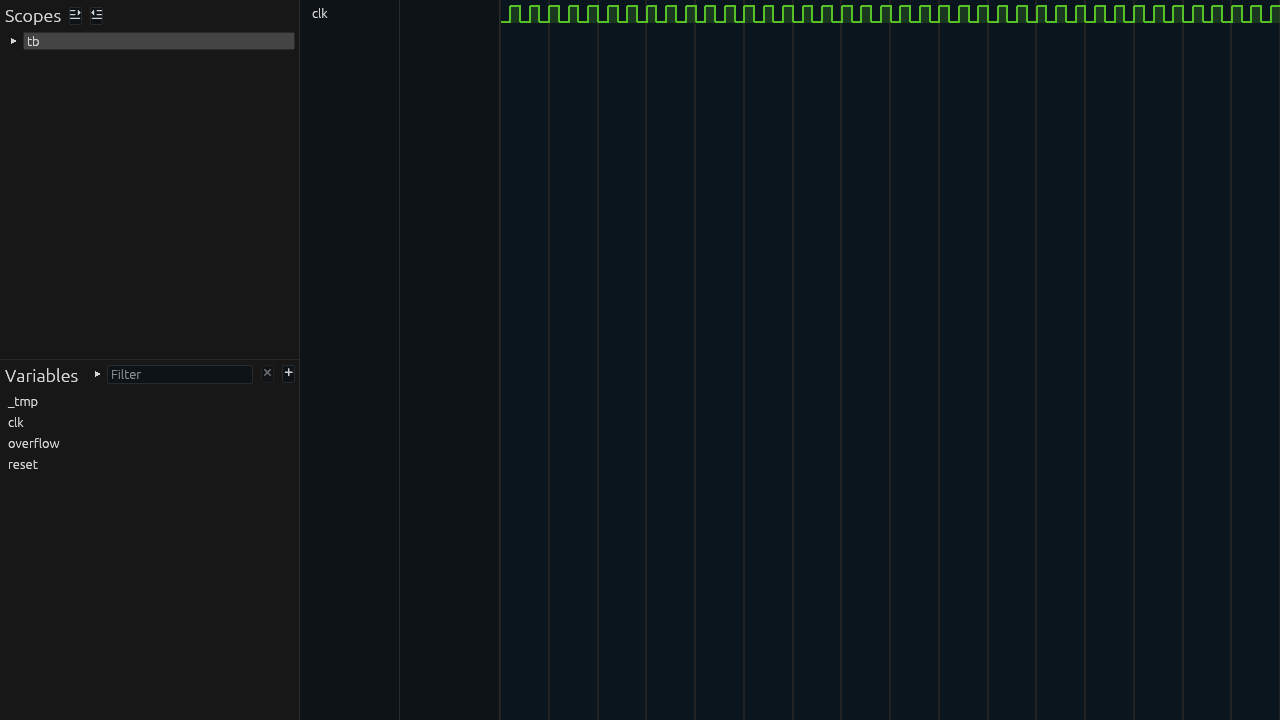 Scopes
tb
Variables
Filter
_tmp
clk
overflow
reset
clk